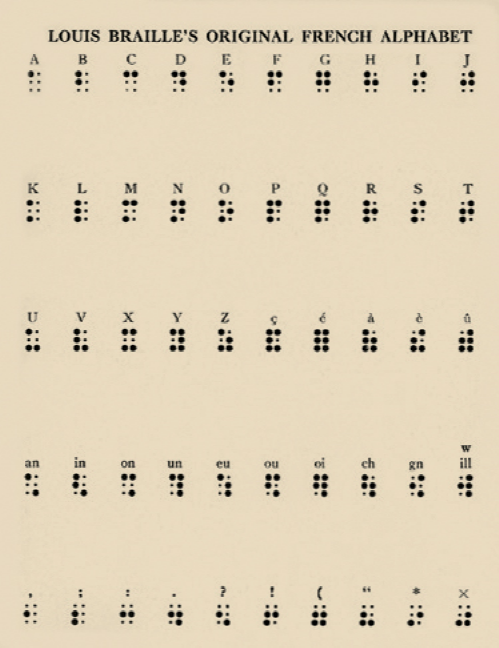 LOUIS BRAILLE'S ORIGINAL FRENCH ALPHABET
A B C D E F G H I J
K L M N O P Q R S T
U V X Y Z ç é à è û
w
an in on un eu ou oi ch gn ill
, ; : . ? ! ( “ * ×